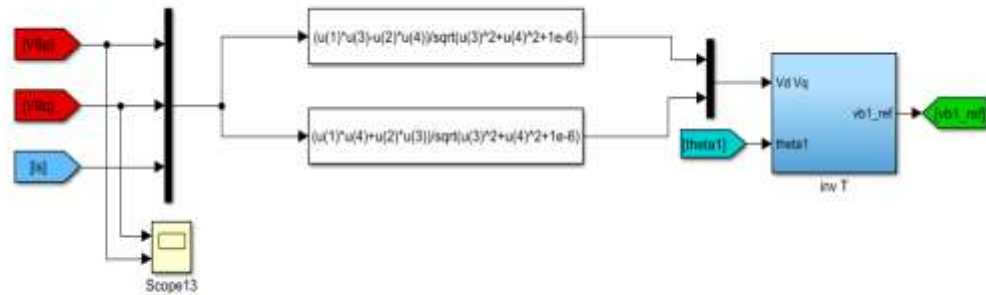 (u(1)*u(3)-u(2)*u(4))/sqrt(u(3)^2+u(4)^2+1e-6)
Vd Vq
vb1_ref
[vb1_ref]
[theta1]
theta1
(u(1)*u(4)+u(2)*u(3))/sqrt(u(3)^2+u(4)^2+1e-6)
[is]
inv T
Scope13